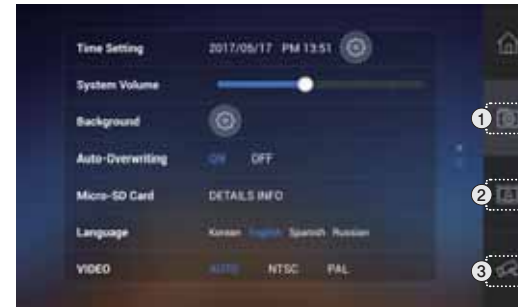 Time Setting 2017/05/17 PM 13:51
System Volume
Background
Auto-Overwriting ON OFF
Micro-SD Card DETAILS INFO
Language Korean English Spanish Russian
VIDEO AUTO NTSC PAL
1
2
3